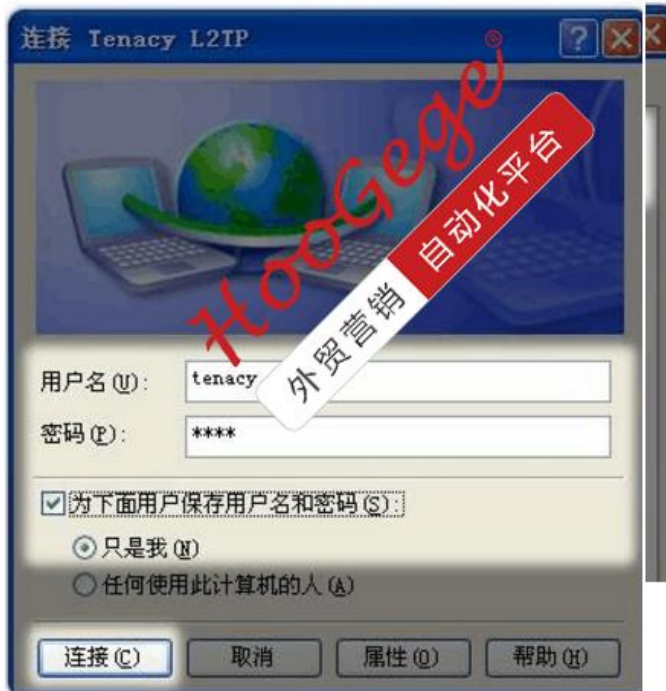 连接 Tenacy L2TP
HooGege®
外贸营销 自动化平台
用户名(U):
tenacy
密码(P):
****
为下面用户保存用户名和密码(S):
只是我(N)
任何使用此计算机的人(A)
连接(C)
取消
属性(O)
帮助(H)